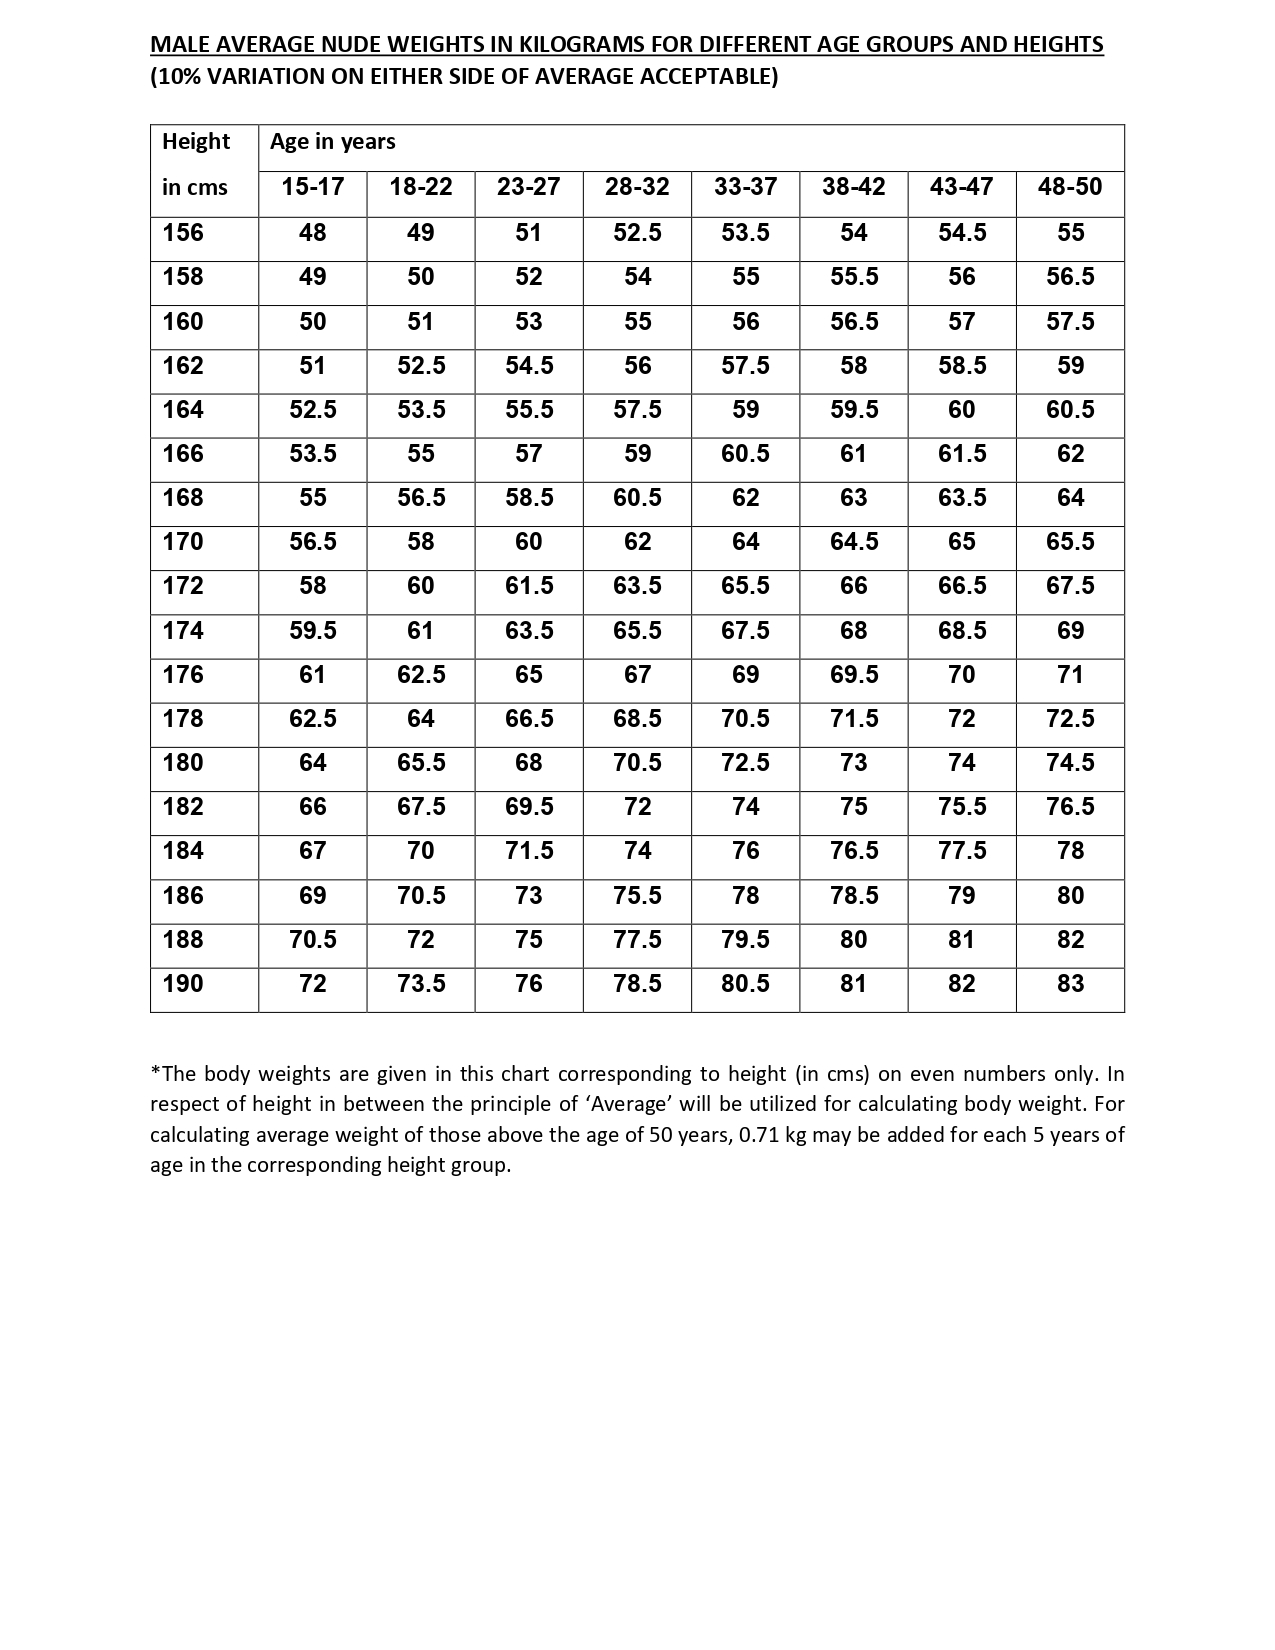 MALE AVERAGE NUDE WEIGHTS IN KILOGRAMS FOR DIFFERENT AGE GROUPS AND HEIGHTS
(10% VARIATION ON EITHER SIDE OF AVERAGE ACCEPTABLE)
Height Age in years
in cms 15-17 18-22 23-27 28-32 33-37 38-42 43-47 48-50
156 48 49 51 52.5 53.5 54 54.5 55
158 49 50 52 54 55 55.5 56 56.5
160 50 51 53 55 56 56.5 57 57.5
162 51 52.5 54.5 56 57.5 58 58.5 59
164 52.5 53.5 55.5 57.5 59 59.5 60 60.5
166 53.5 55 57 59 60.5 61 61.5 62
168 55 56.5 58.5 60.5 62 63 63.5 64
170 56.5 58 60 62 64 64.5 65 65.5
172 58 60 61.5 63.5 65.5 66 66.5 67.5
174 59.5 61 63.5 65.5 67.5 68 68.5 69
176 61 62.5 65 67 69 69.5 70 71
178 62.5 64 66.5 68.5 70.5 71.5 72 72.5
180 64 65.5 68 70.5 72.5 73 74 74.5
182 66 67.5 69.5 72 74 75 75.5 76.5
184 67 70 71.5 74 76 76.5 77.5 78
186 69 70.5 73 75.5 78 78.5 79 80
188 70.5 72 75 77.5 79.5 80 81 82
190 72 73.5 76 78.5 80.5 81 82 83
*The body weights are given in this chart corresponding to height (in cms) on even numbers only. In
respect of height in between the principle of ‘Average’ will be utilized for calculating body weight. For
calculating average weight of those above the age of 50 years, 0.71 kg may be added for each 5 years of
age in the corresponding height group.